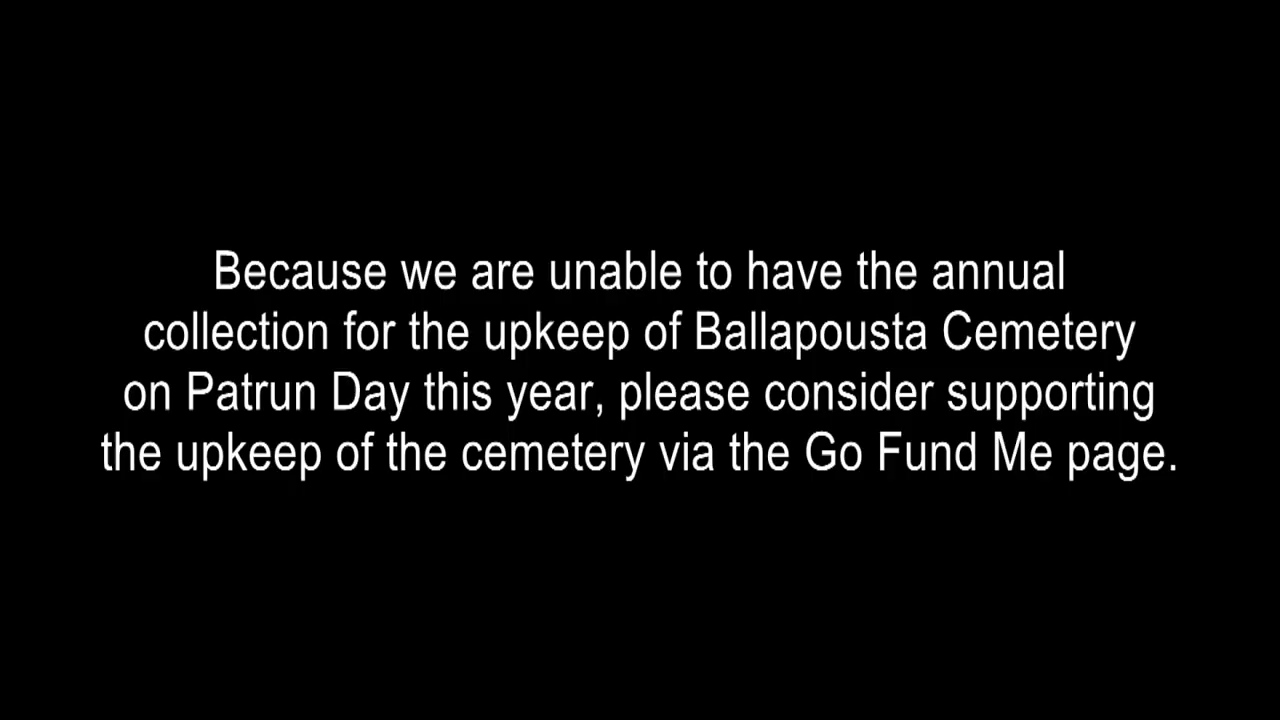 Because we are unable to have the annual
collection for the upkeep of Ballapousta Cemetery
on Patrun Day this year, please consider supporting
the upkeep of the cemetery via the Go Fund Me page.